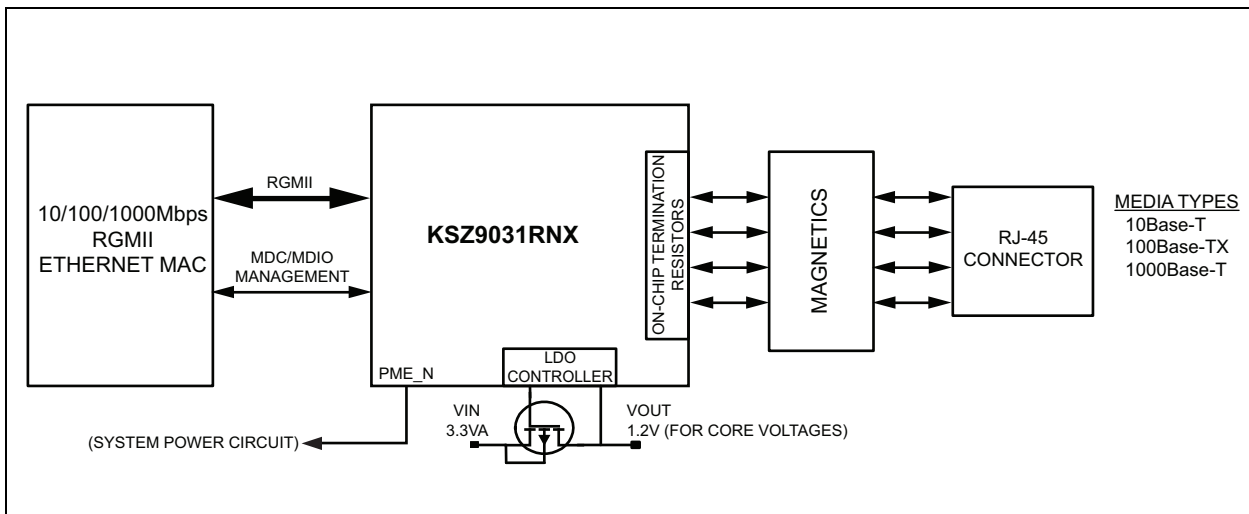 10/100/1000Mbps
RGMII
ETHERNET MAC
RGMII
MDC/MDIO
MANAGEMENT
KSZ9031RNX
ON-CHIP TERMINATION
RESISTORS
PME_N
LDO
CONTROLLER
(SYSTEM POWER CIRCUIT)
VIN
3.3VA
VOUT
1.2V (FOR CORE VOLTAGES)
MAGNETICS
RJ-45
CONNECTOR
MEDIA TYPES
10Base-T
100Base-TX
1000Base-T